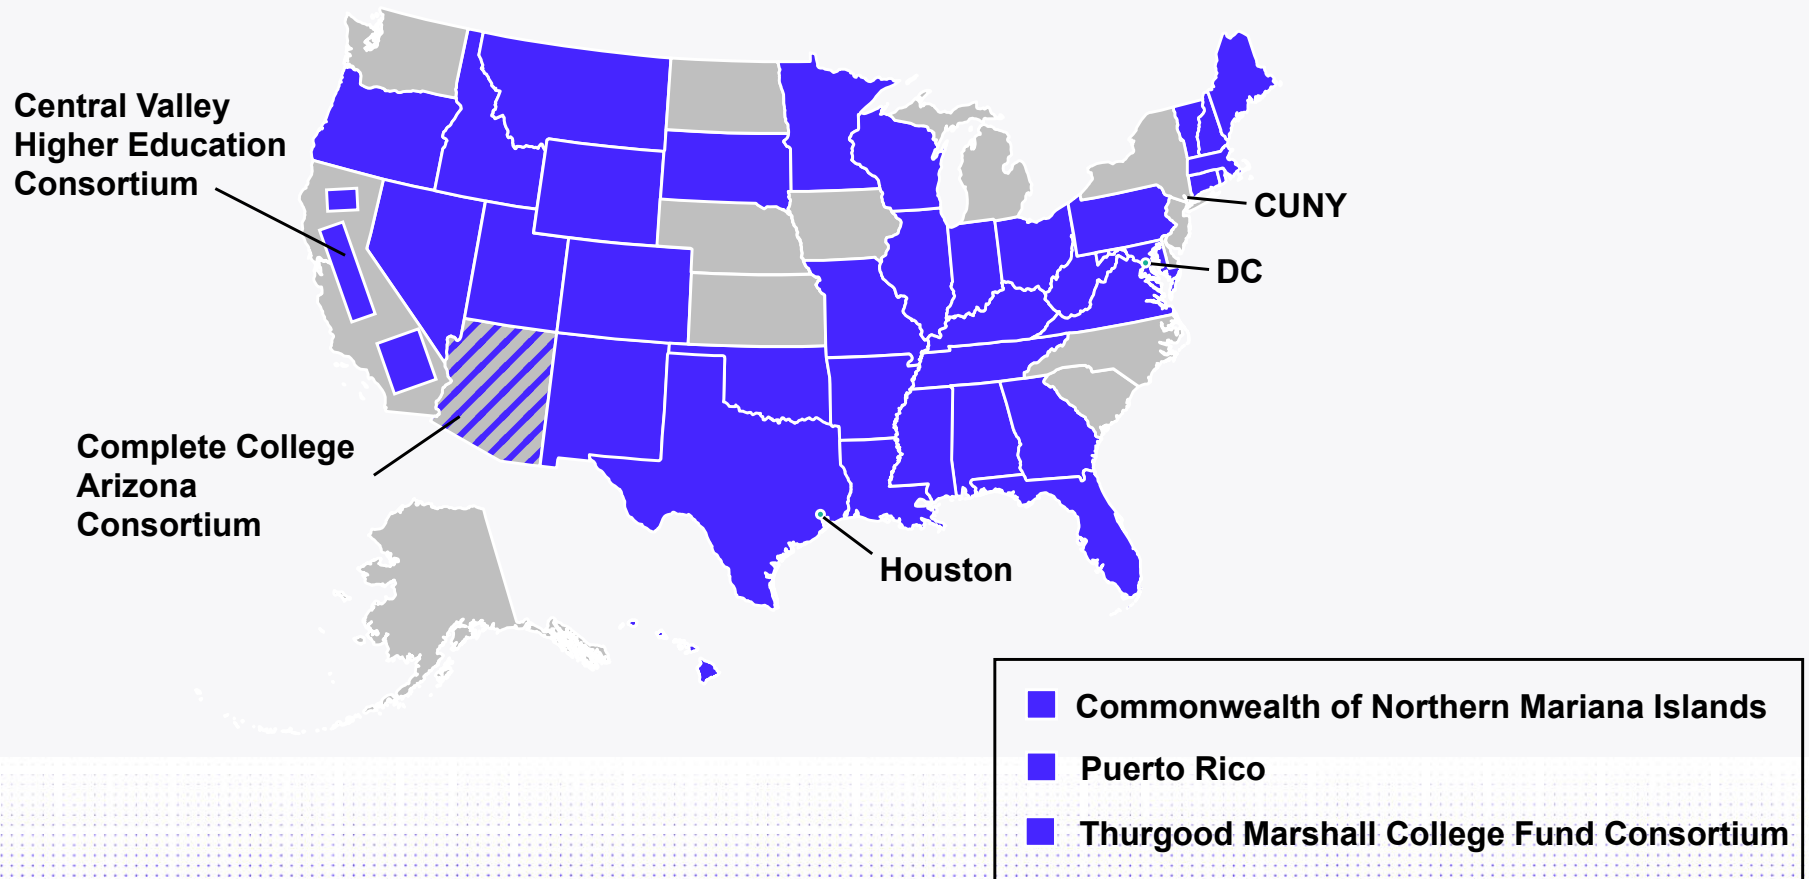 Central Valley
Higher Education
Consortium
CUNY
DC
Complete College
Arizona
Consortium
Houston
Commonwealth of Northern Mariana Islands
Puerto Rico
Thurgood Marshall College Fund Consortium